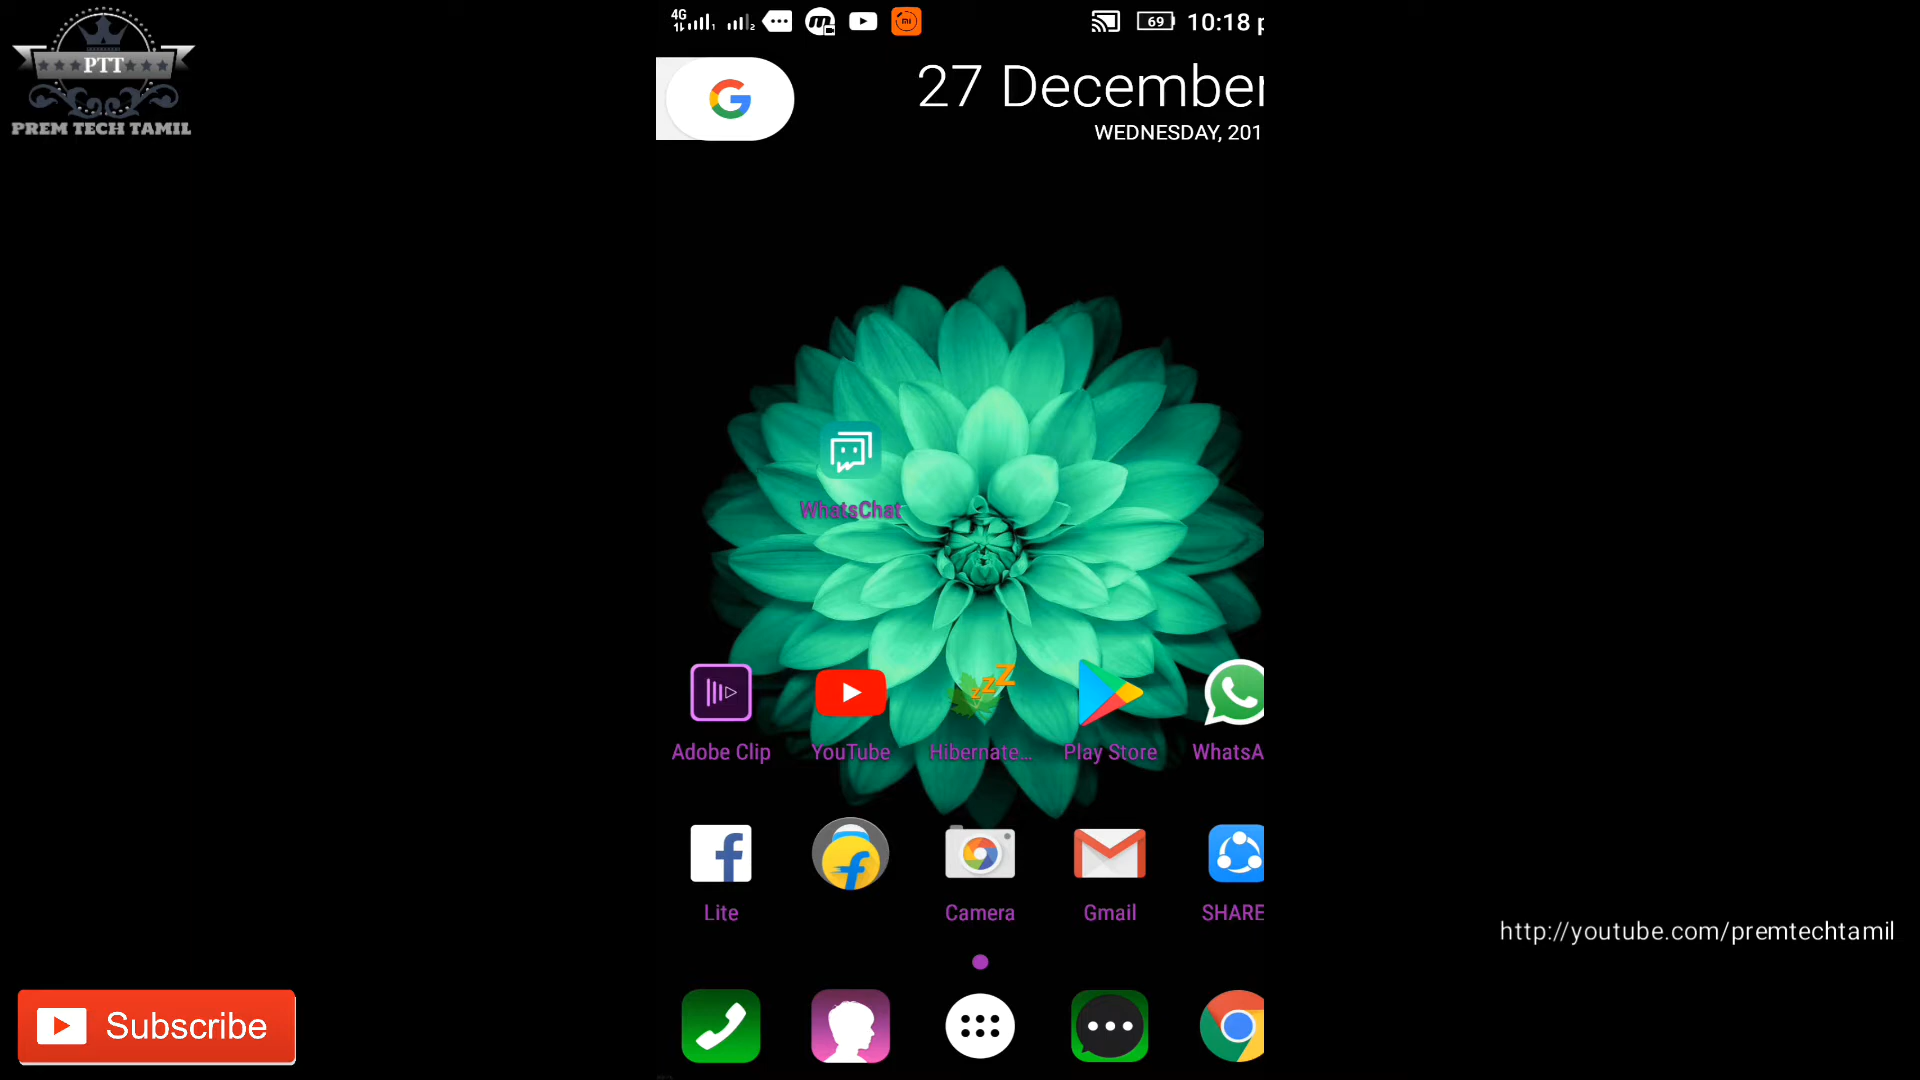 PTT
PREM TECH TAMIL
4G
69
10:18 p
27 December
WEDNESDAY, 201
WhatsChat
Adobe Clip
YouTube
Hibernate...
Play Store
WhatsA
Lite
Camera
Gmail
SHARE
http://youtube.com/premtechtamil
Subscribe